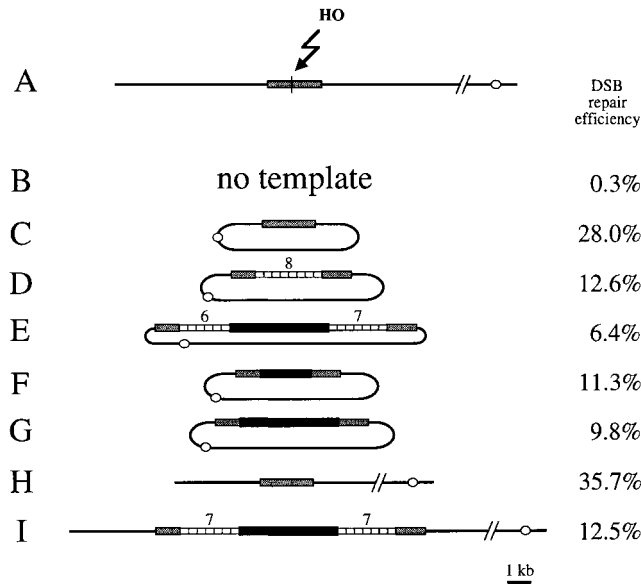 HO
A
DSB
repair
efficiency
B no template 0.3%
C 28.0%
8
D 12.6%
6 7
E 6.4%
F 11.3%
G 9.8%
H 35.7%
7 7
I 12.5%
1 kb